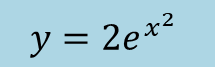 y = 2e^{x^2}